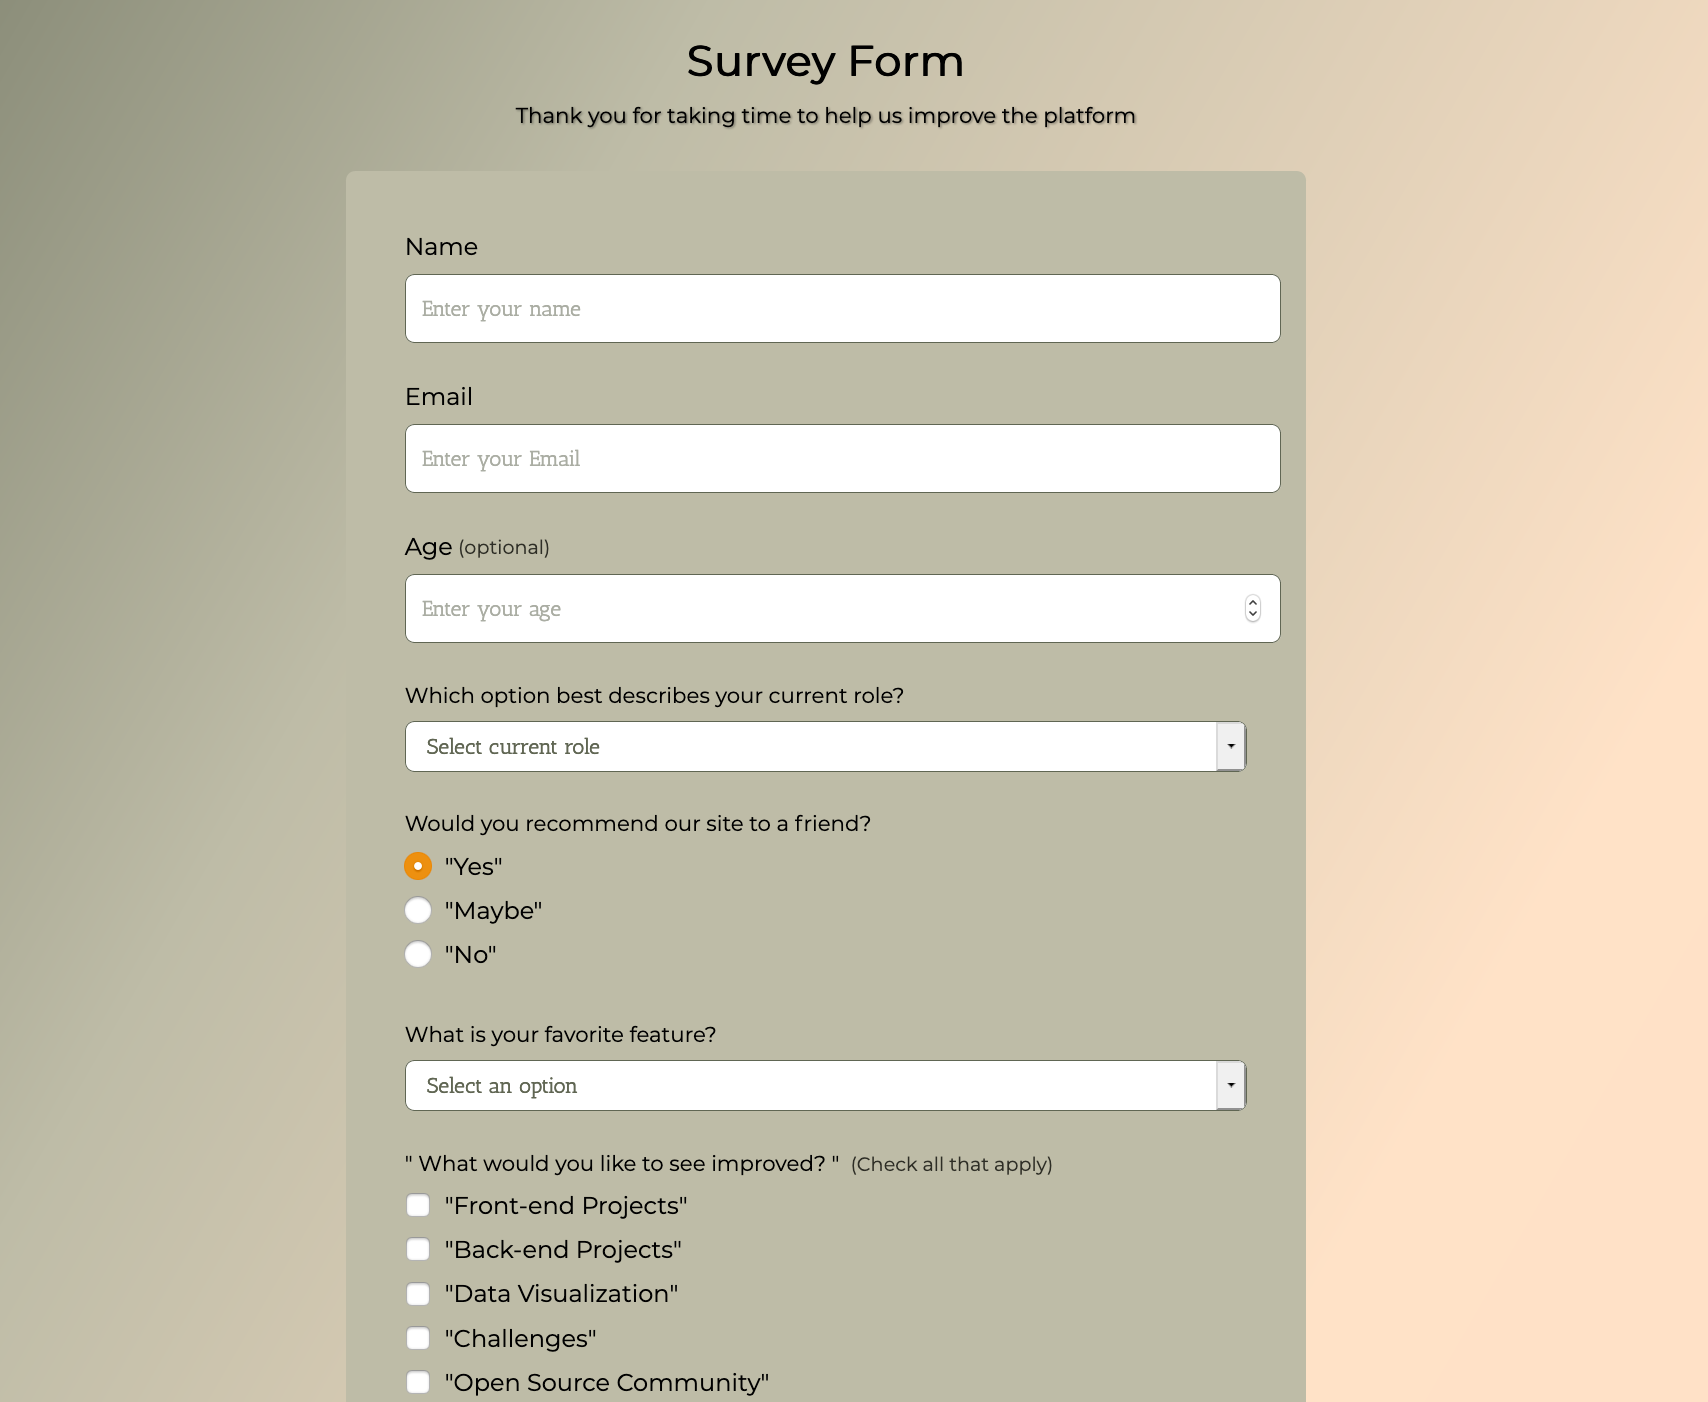 Survey Form
Thank you for taking time to help us improve the platform
Name
Enter your name
Email
Enter your Email
Age (optional)
Enter your age
Which option best describes your current role?
Select current role
Would you recommend our site to a friend?
"Yes"
"Maybe"
"No"
What is your favorite feature?
Select an option
" What would you like to see improved? " (Check all that apply)
"Front-end Projects"
"Back-end Projects"
"Data Visualization"
"Challenges"
"Open Source Community"